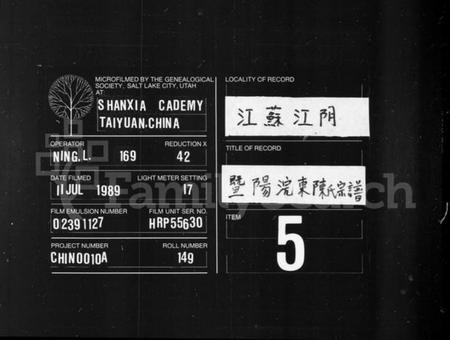 MICROFILMED BY THE GENEALOGICAL
SOCIETY, SALT LAKE CITY, UTAH
AT
SHANXIA CADEMY
TAIYUAN,CHINA
OPERATOR REDUCTION X
NING.L. 169 42
DATE FILMED LIGHT METER SETTING
11JUL 1989 17
FILM EMULSION NUMBER FILM UNIT SER. NO.
02391127 HRP55630
PROJECT NUMBER ROLL NUMBER
CHIN0010A 149
LOCALITY OF RECORD
江蘇江阴
TITLE OF RECORD
暨陽浣東陳氏宗譜
ITEM
5
FamilySearch